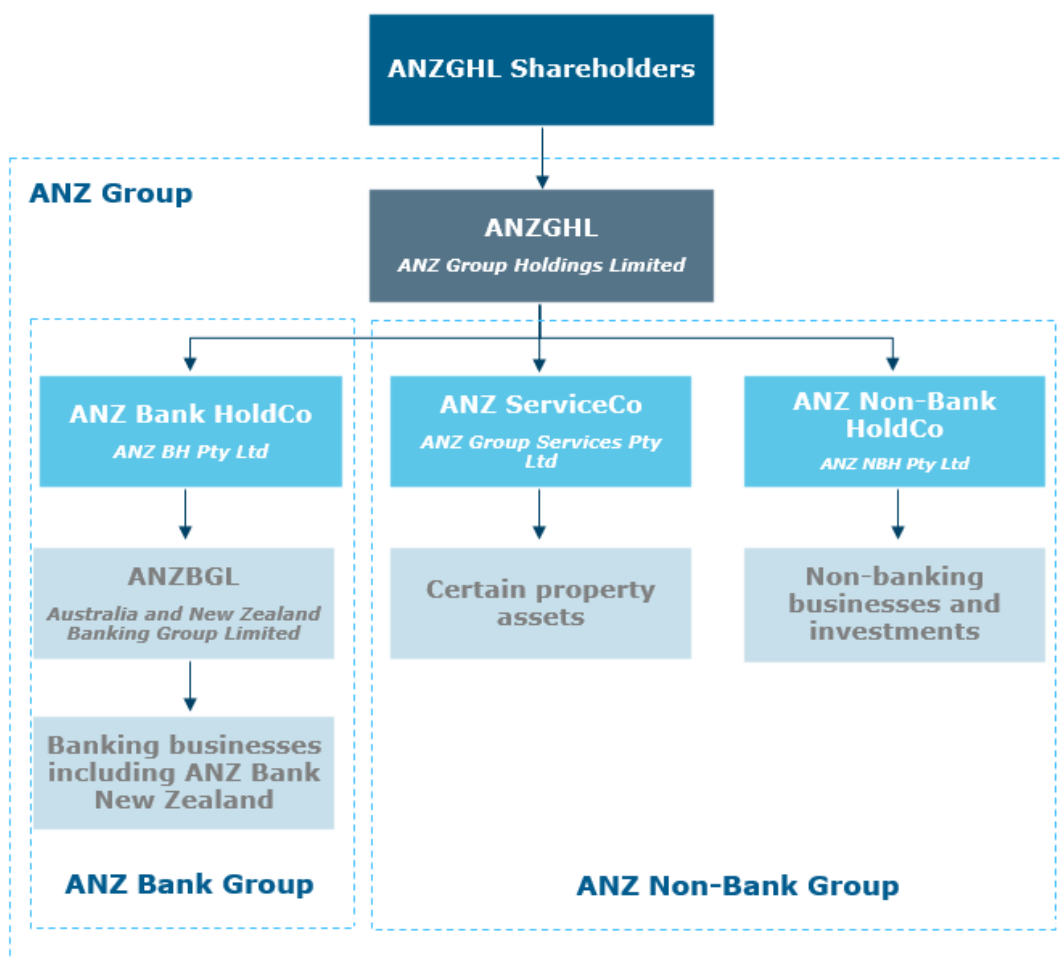 ANZGHL Shareholders
ANZ Group
ANZGHL
ANZ Group Holdings Limited
ANZ Bank HoldCo
ANZ BH Pty Ltd
ANZ ServiceCo
ANZ Group Services Pty
Ltd
ANZ Non-Bank
HoldCo
ANZ NBH Pty Ltd
ANZBGL
Australia and New Zealand
Banking Group Limited
Certain property
assets
Non-banking
businesses and
investments
Banking businesses
including ANZ Bank
New Zealand
ANZ Bank Group
ANZ Non-Bank Group